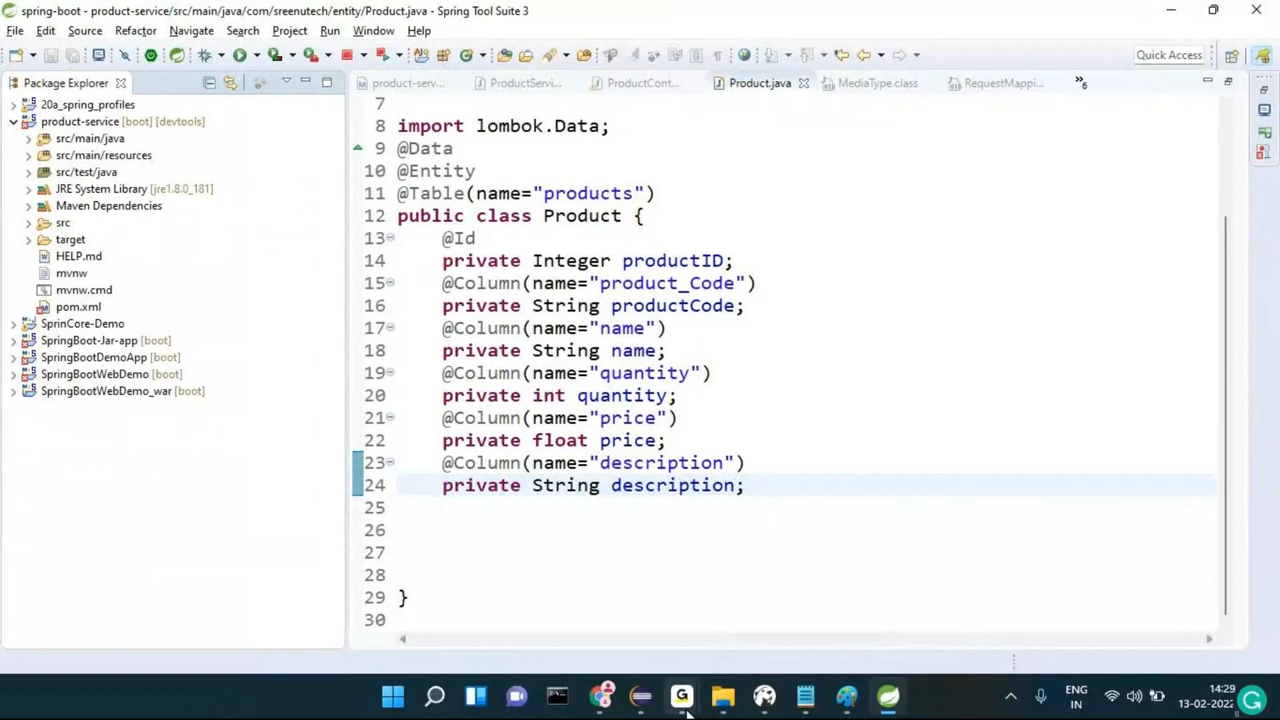 spring-boot - product-service/src/main/java/com/sreenutech/entity/Product.java - Spring Tool Suite 3
File Edit Source Refactor Navigate Search Project Run Window Help
Quick Access
Package Explorer
20a_spring_profiles
product-service [boot] [devtools]
src/main/java
src/main/resources
src/test/java
JRE System Library [jre1.8.0_181]
Maven Dependencies
src
target
HELP.md
mvnw
mvnw.cmd
pom.xml
SprinCore-Demo
SpringBoot-Jar-app [boot]
SpringBootDemoApp [boot]
SpringBootWebDemo [boot]
SpringBootWebDemo_war [boot]
product-serv... ProductServi... ProductCont... Product.java MediaType.class RequestMappi... 6
7
8 import lombok.Data;
9 @Data
10 @Entity
11 @Table(name="products")
12 public class Product {
13 @Id
14 private Integer productID;
15 @Column(name="product_Code")
16 private String productCode;
17 @Column(name="name")
18 private String name;
19 @Column(name="quantity")
20 private int quantity;
21 @Column(name="price")
22 private float price;
23 @Column(name="description")
24 private String description;
25
26
27
28
29 }
30
ENG
IN
14:29
13-02-2022